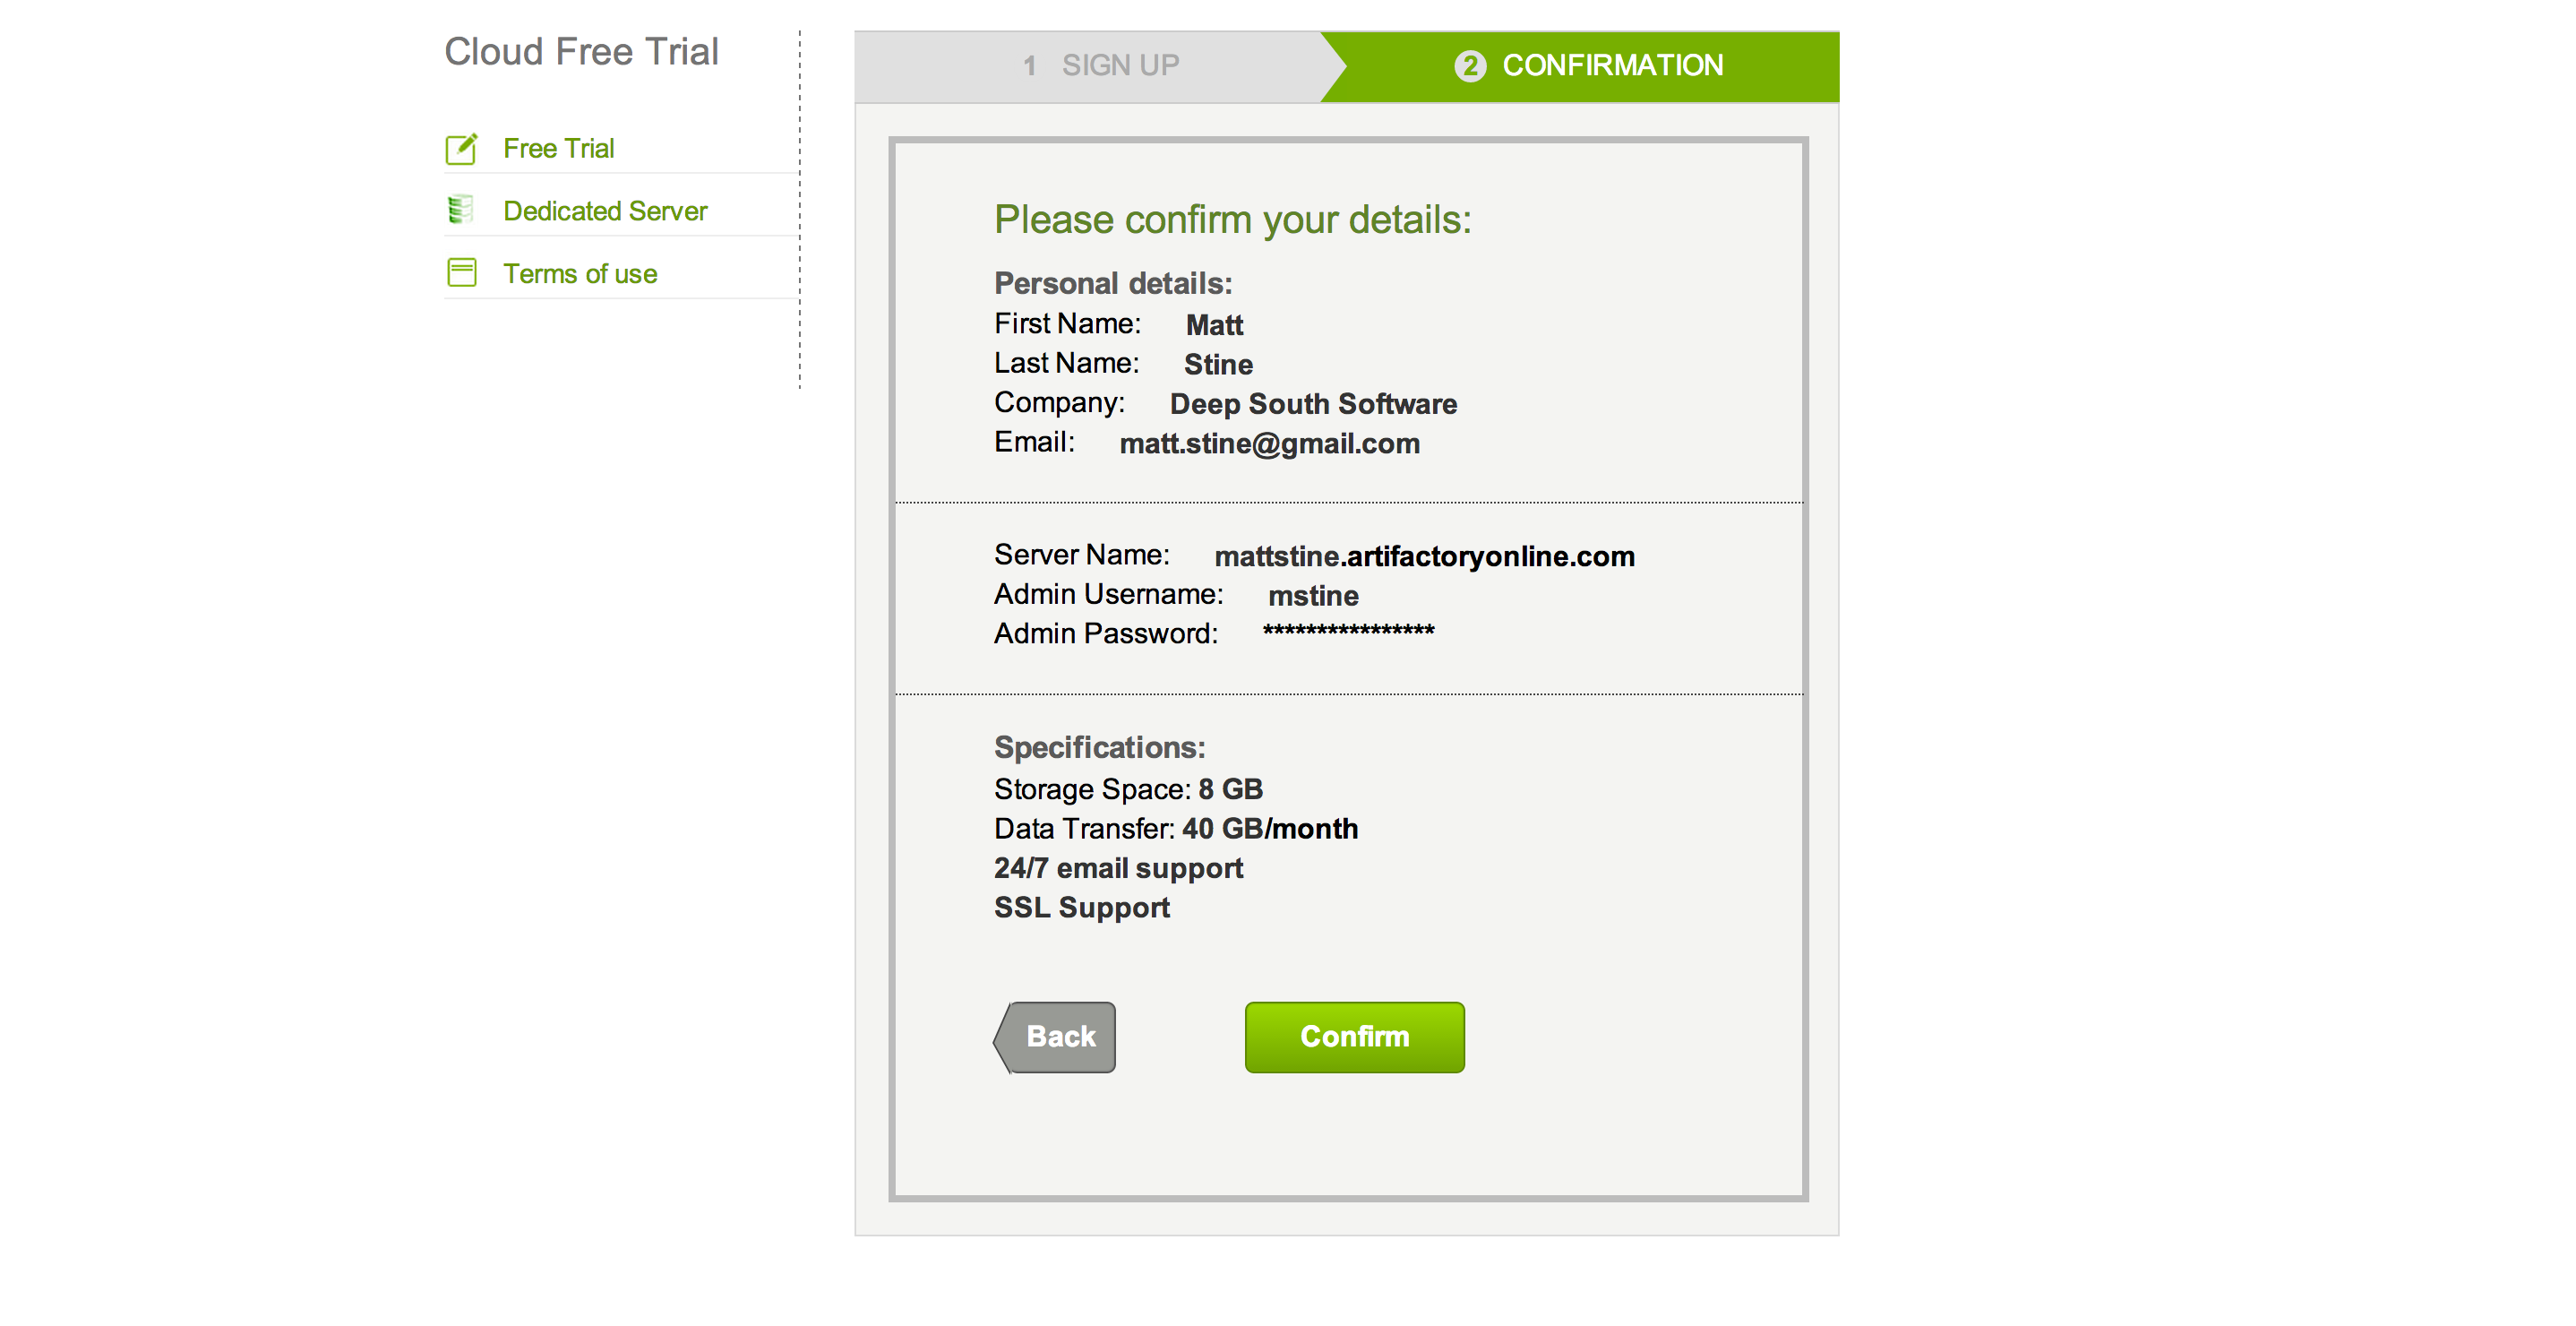 Cloud Free Trial
Free Trial
Dedicated Server
Terms of use
1 SIGN UP
2 CONFIRMATION
Please confirm your details:
Personal details:
First Name: Matt
Last Name: Stine
Company: Deep South Software
Email: matt.stine@gmail.com
Server Name: mattstine.artifactoryonline.com
Admin Username: mstine
Admin Password: ****************
Specifications:
Storage Space: 8 GB
Data Transfer: 40 GB/month
24/7 email support
SSL Support
Back
Confirm